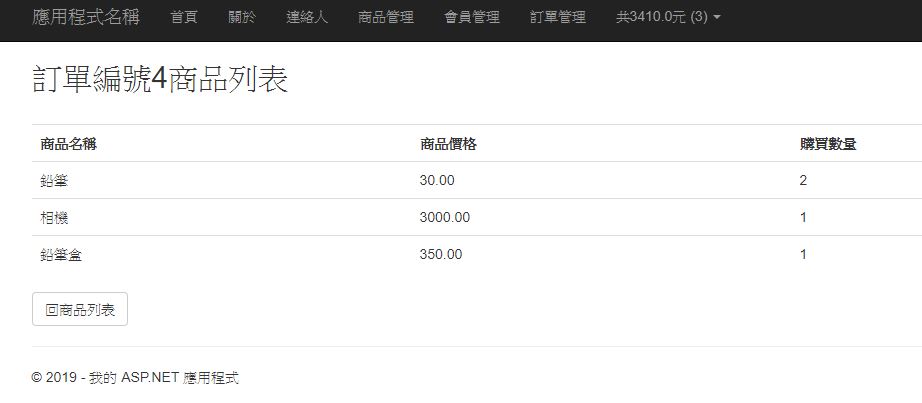 應用程式名稱 首頁 關於 連絡人 商品管理 會員管理 訂單管理 共3410.0元 (3)
訂單編號4商品列表
商品名稱 商品價格 購買數量
鉛筆 30.00 2
相機 3000.00 1
鉛筆盒 350.00 1
回商品列表
© 2019 - 我的 ASP.NET 應用程式